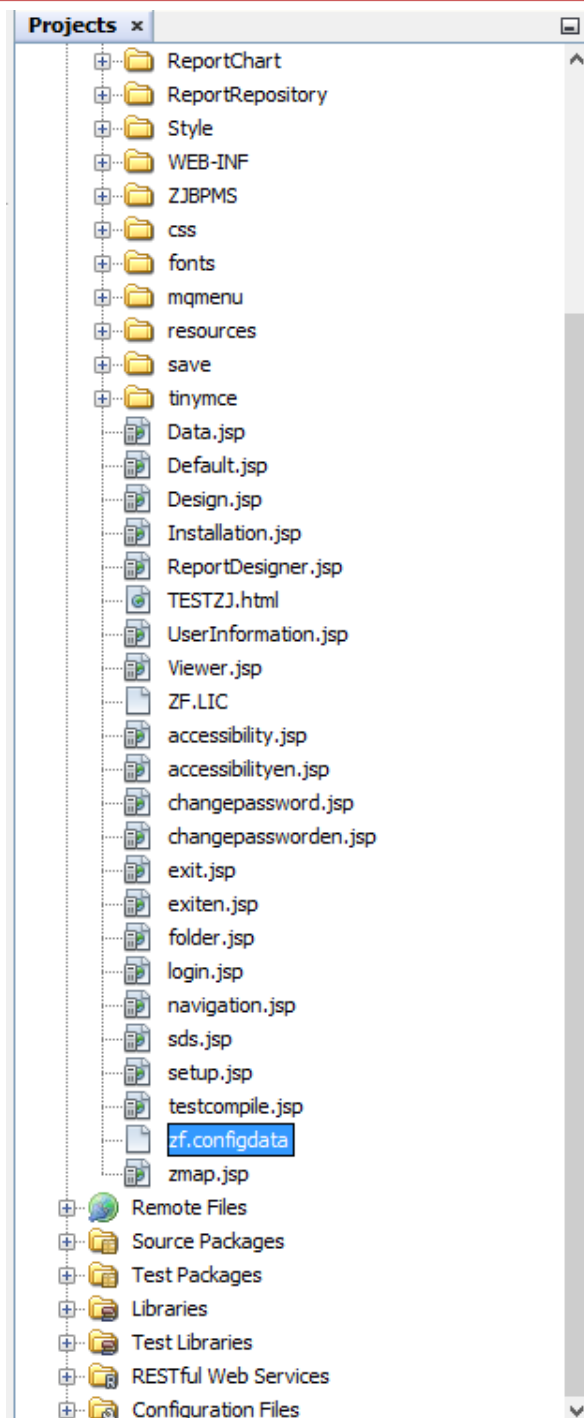 Projects
ReportChart
ReportRepository
Style
WEB-INF
ZJBPMS
css
fonts
mqmenu
resources
save
tinymce
Data.jsp
Default.jsp
Design.jsp
Installation.jsp
ReportDesigner.jsp
TESTZJ.html
UserInformation.jsp
Viewer.jsp
ZF.LIC
accessibility.jsp
accessibilityen.jsp
changepassword.jsp
changepassworden.jsp
exit.jsp
exiten.jsp
folder.jsp
login.jsp
navigation.jsp
sds.jsp
setup.jsp
testcompile.jsp
zf.configdata
zmap.jsp
Remote Files
Source Packages
Test Packages
Libraries
Test Libraries
RESTful Web Services
Configuration Files